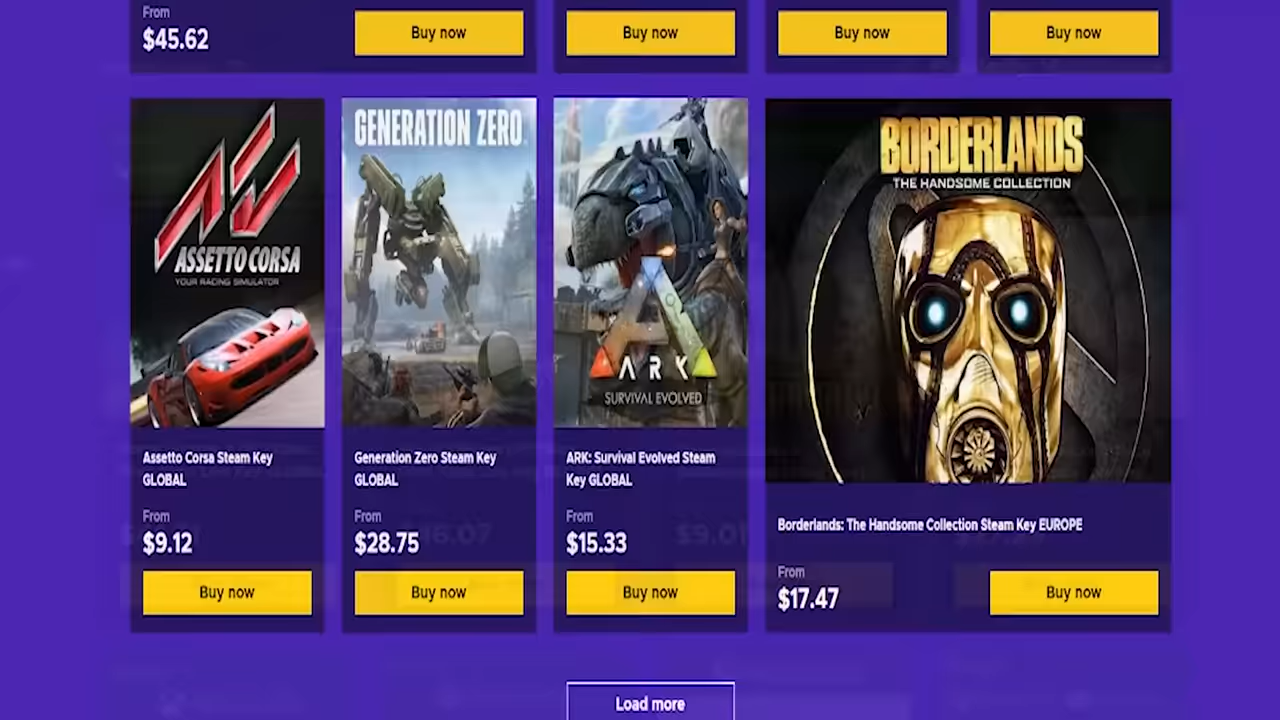 From
$45.62
Buy now
Buy now
Buy now
Buy now
ASSETTO CORSA
YOUR RACING SIMULATOR
GENERATION ZERO
ARK
SURVIVAL EVOLVED
BORDERLANDS
THE HANDSOME COLLECTION
Assetto Corsa Steam Key
GLOBAL
From
$9.12
Buy now
Generation Zero Steam Key
GLOBAL
From
$28.75
Buy now
ARK: Survival Evolved Steam
Key GLOBAL
From
$15.33
Buy now
Borderlands: The Handsome Collection Steam Key EUROPE
From
$17.47
Buy now
Load more